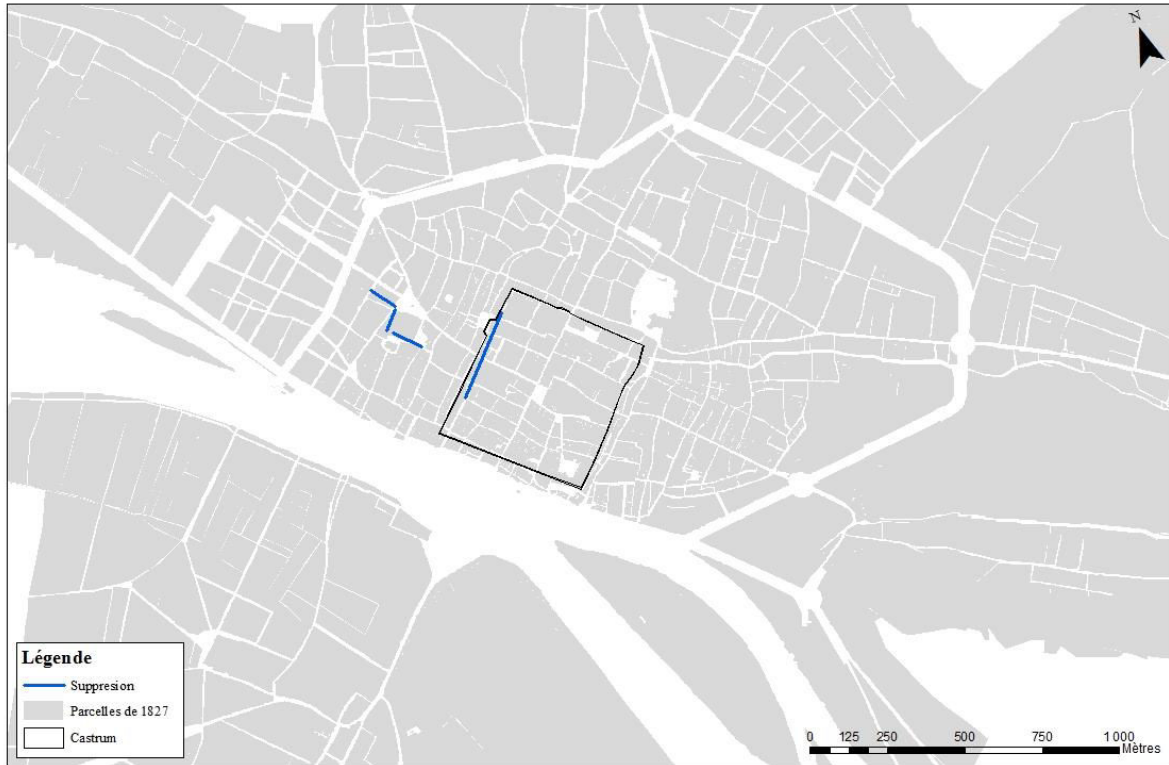 N
Légende
Suppresion
Parcelles de 1827
Castrum
0 125 250 500 750 1 000
Mètres